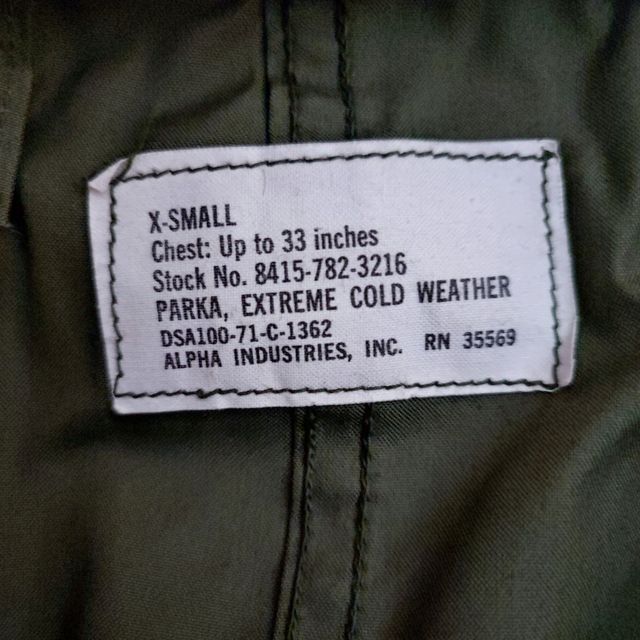 X-SMALL
Chest: Up to 33 inches
Stock No. 8415-782-3216
PARKA, EXTREME COLD WEATHER
DSA100-71-C-1362
ALPHA INDUSTRIES, INC. RN 35569